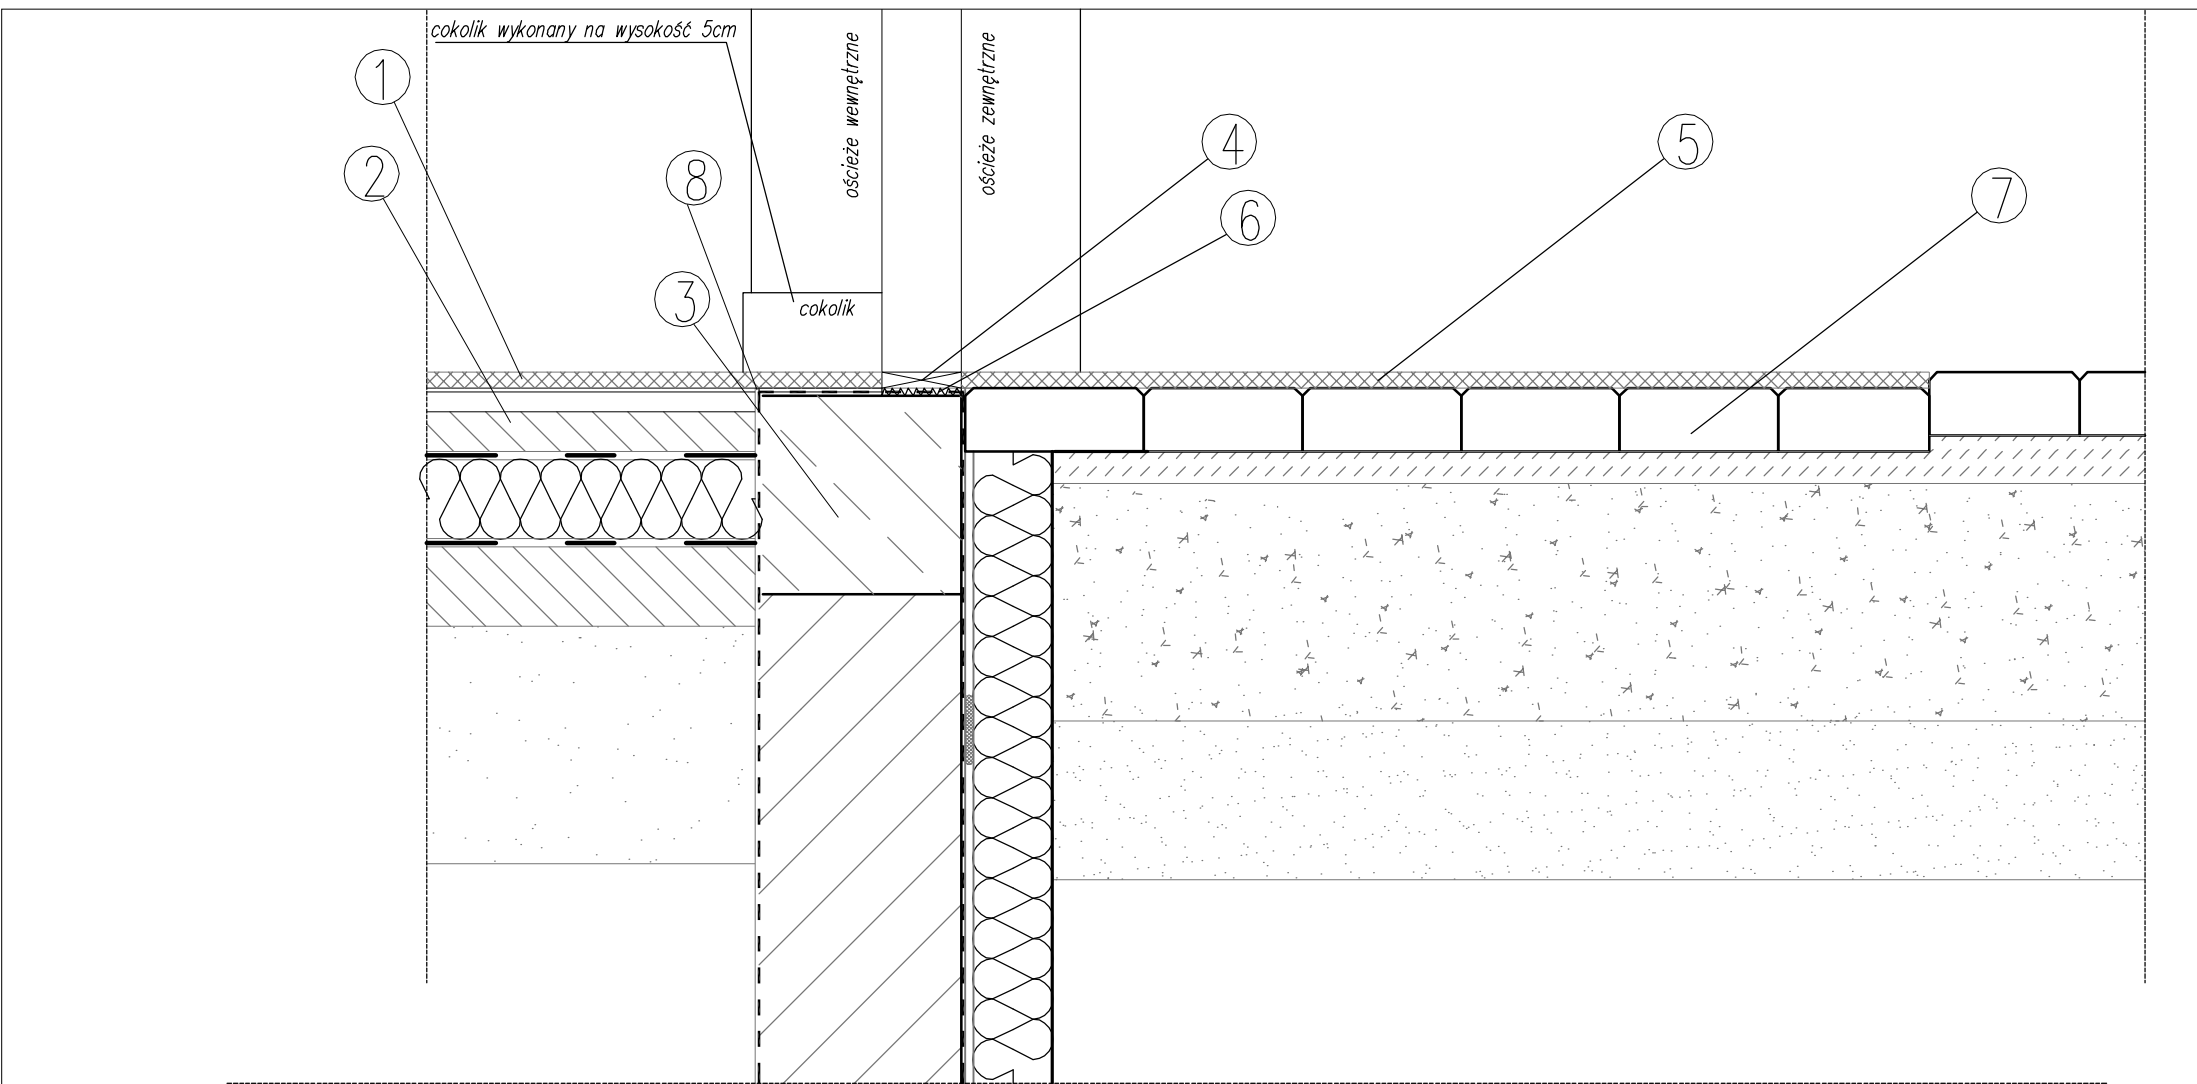 cokolik wykonany na wysokość 5cm
ościeże wewnętrzne
ościeże zewnętrzne
1
2
8
4
5
6
7
3
cokolik